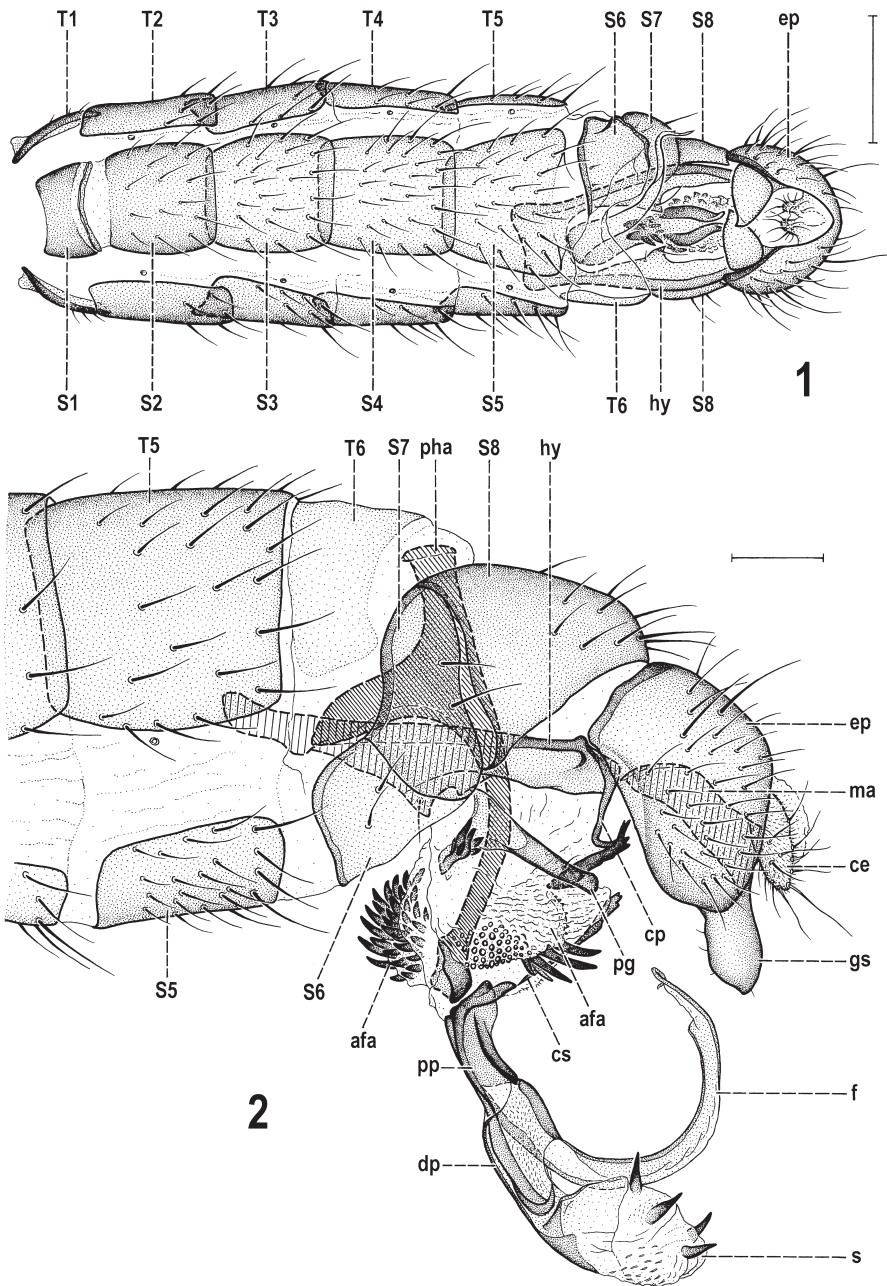 T1 T2 T3 T4 T5 S6 S7 S8 ep
1
S1 S2 S3 S4 S5 T6 hy S8
T5 T6 S7 pha S8 hy
ep
ma
ce
cp
gs
pg
S5 S6
afa
afa
cs
pp
f
2
dp
s